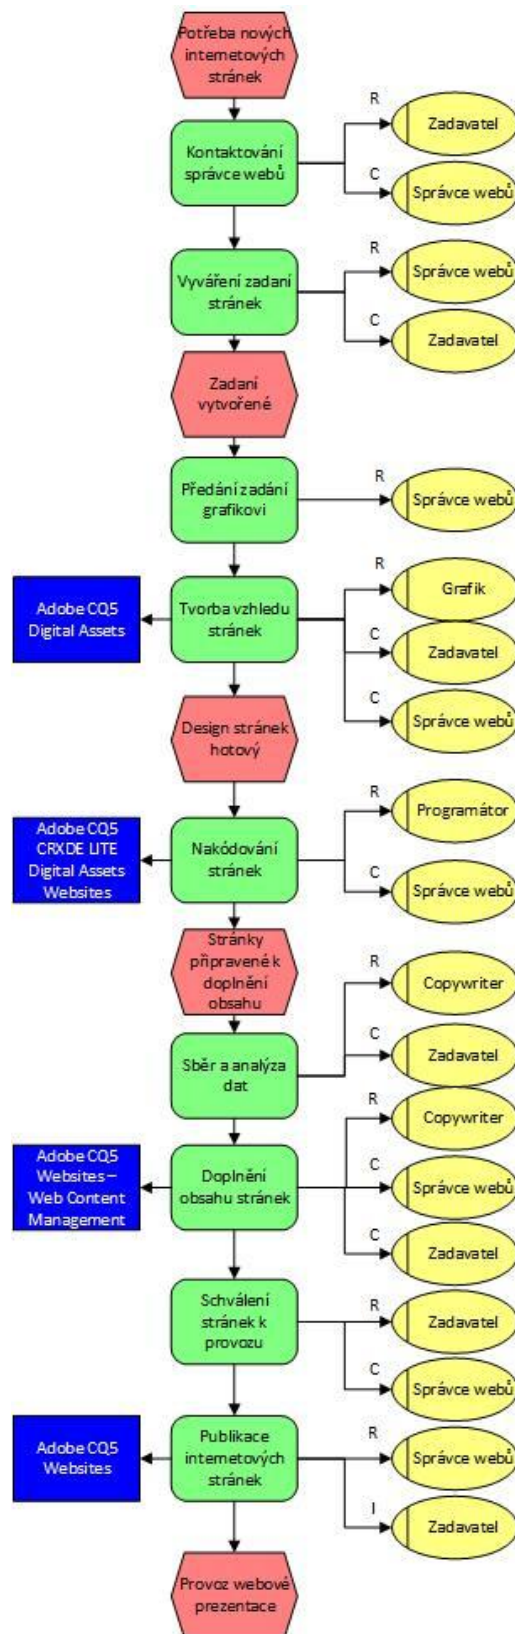 Potřeba nových
internetových
stránek
R
Zadavatel
Kontaktování
správce webů
C
Správce webů
R
Správce webů
Vyváření zadaní
stránek
C
Zadavatel
Zadaní
vytvořené
Předání zadání
grafikovi
R
Správce webů
R
Grafik
Adobe CQ5
Digital Assets
Tvorba vzhledu
stránek
C
Zadavatel
C
Správce webů
Design stránek
hotový
R
Programátor
Adobe CQ5
CRXDE LITE
Digital Assets
Websites
Nakódování
stránek
C
Správce webů
Stránky
připravené k
doplnění
obsahu
R
Copywriter
Sběr a analýza
dat
C
Zadavatel
R
Copywriter
Adobe CQ5
Websites –
Web Content
Management
Doplnění
obsahu stránek
C
Správce webů
C
Zadavatel
Schválení
stránek k
provozu
R
Zadavatel
C
Správce webů
Adobe CQ5
Websites
Publikace
internetových
stránek
R
Správce webů
I
Zadavatel
Provoz webové
prezentace